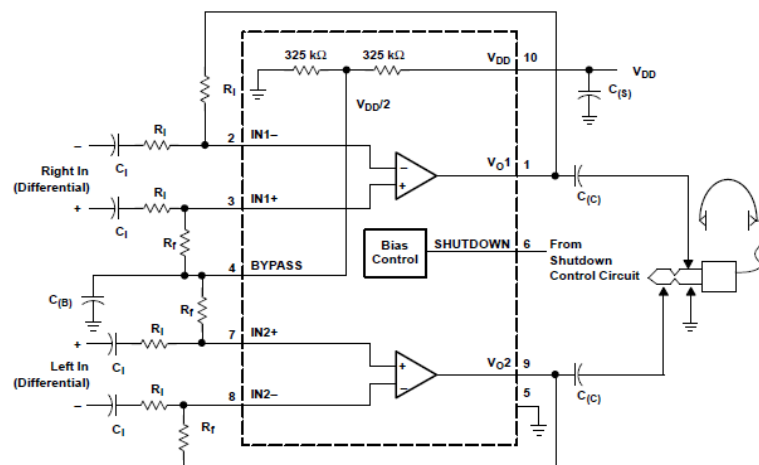 325 kΩ 325 kΩ
VDD 10
VDD
C(S)
RI
VDD/2
– CI RI 2 IN1– VO1 1
Right In
(Differential)
– +
C(C)
+ CI RI 3 IN1+
Rf
Bias
Control
SHUTDOWN 6 From
Shutdown
Control Circuit
4 BYPASS
C(B)
Rf
+ CI RI 7 IN2+
Left In
(Differential)
+ –
VO2 9
C(C)
5
– CI RI 8 IN2–
Rf